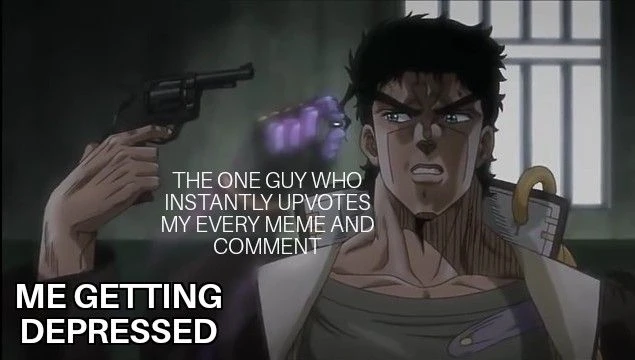 THE ONE GUY WHO
INSTANTLY UPVOTES
MY EVERY MEME AND
COMMENT
ME GETTING
DEPRESSED